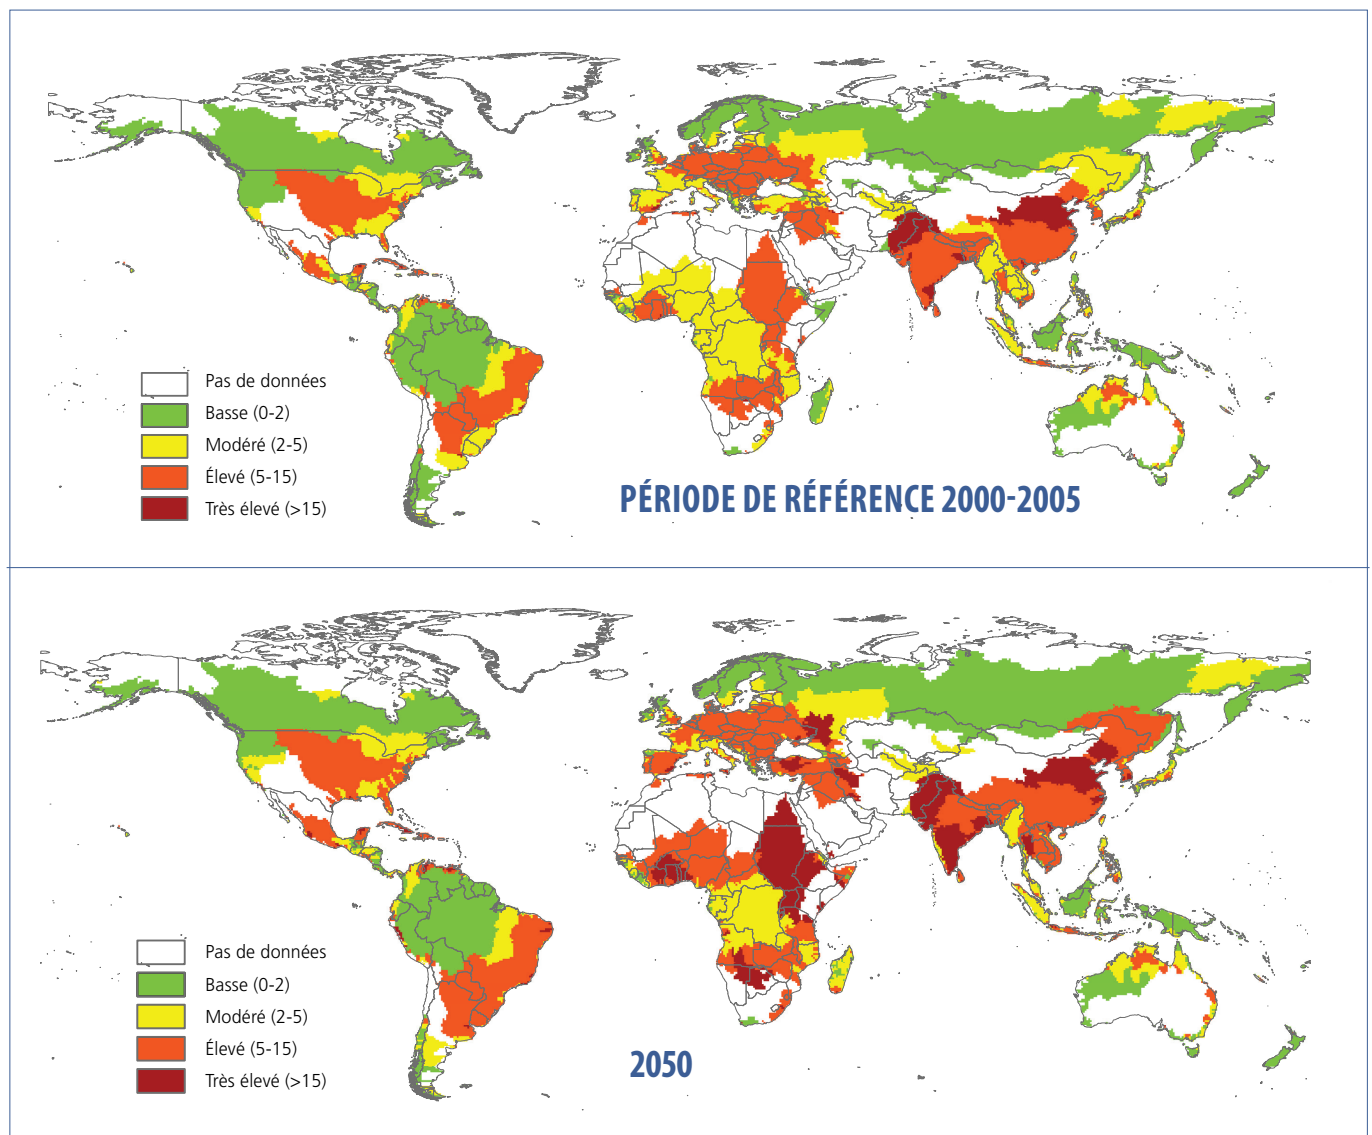 Pas de données
Basse (0-2)
Modéré (2-5)
Élevé (5-15)
Très élevé (>15)
PÉRIODE DE RÉFÉRENCE 2000-2005
Pas de données
Basse (0-2)
Modéré (2-5)
Élevé (5-15)
Très élevé (>15)
2050